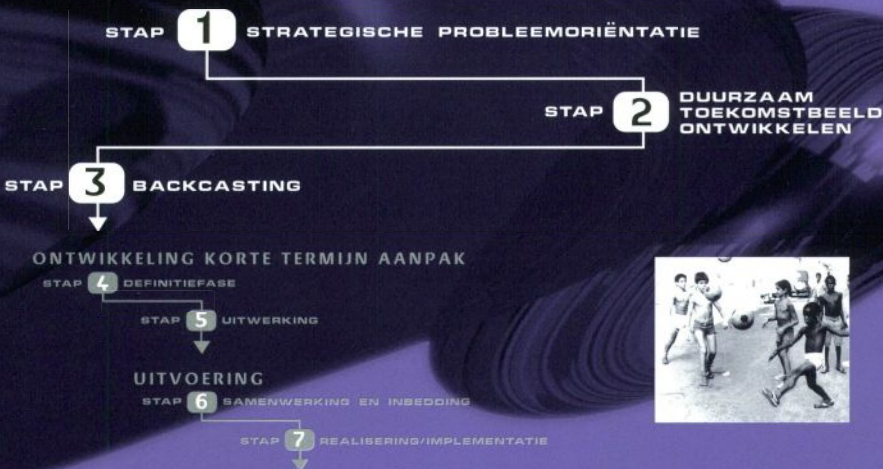 STAP 1 STRATEGISCHE PROBLEEMORIËNTATIE
STAP 2 DUURZAAM
TOEKOMSTBEELD
ONTWIKKELEN
STAP 3 BACKCASTING
ONTWIKKELING KORTE TERMIJN AANPAK
STAP 4 DEFINITIEFASE
STAP 5 UITWERKING
UITVOERING
STAP 6 SAMENWERKING EN INBEDDING
STAP 7 REALISERING/IMPLEMENTATIE